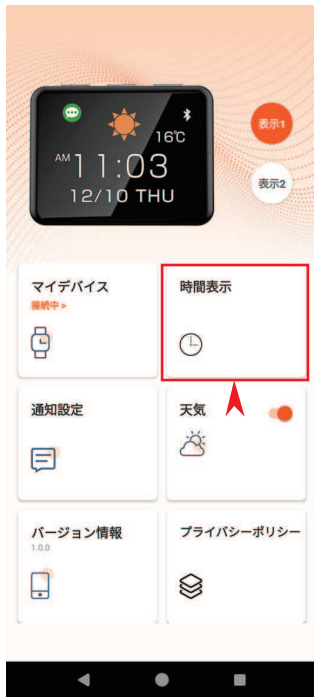 16℃
AM 11:03
12/10 THU
表示1
表示2
マイデバイス
接続中 >
時間表示
通知設定
天気
バージョン情報
1.0.0
プライバシーポリシー